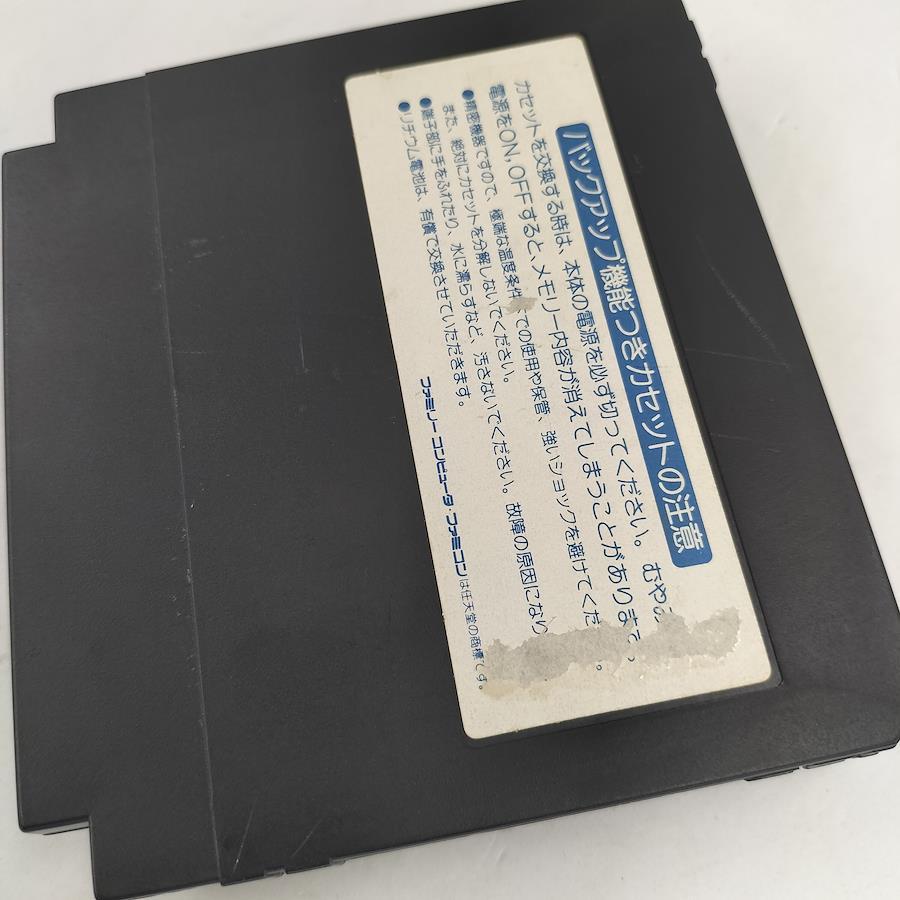 バックアップ機能つきカセットの注意
カセットを交換する時は、本体の電源を必ず切ってください。むやみ
電源をON,OFFすると、メモリー内容が消えてしまうことがありま
●精密機器ですので、極端な温度条件 での使用や保管、強いショックを避けてくだ 。
また、絶対にカセットを分解しないでください。
●端子部に手をふれたり、水に濡らすなど、汚さないでください。故障の原因になり
●リチウム電池は、有償で交換させていただきます。
ファミリーコンピュータ・ファミコンは任天堂の商標です。